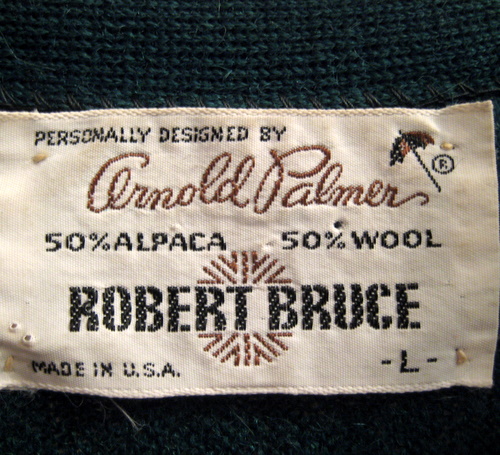 PERSONALLY DESIGNED BY
Arnold Palmer
®
50% ALPACA 50% WOOL
ROBERT BRUCE
MADE IN U.S.A.
- L -